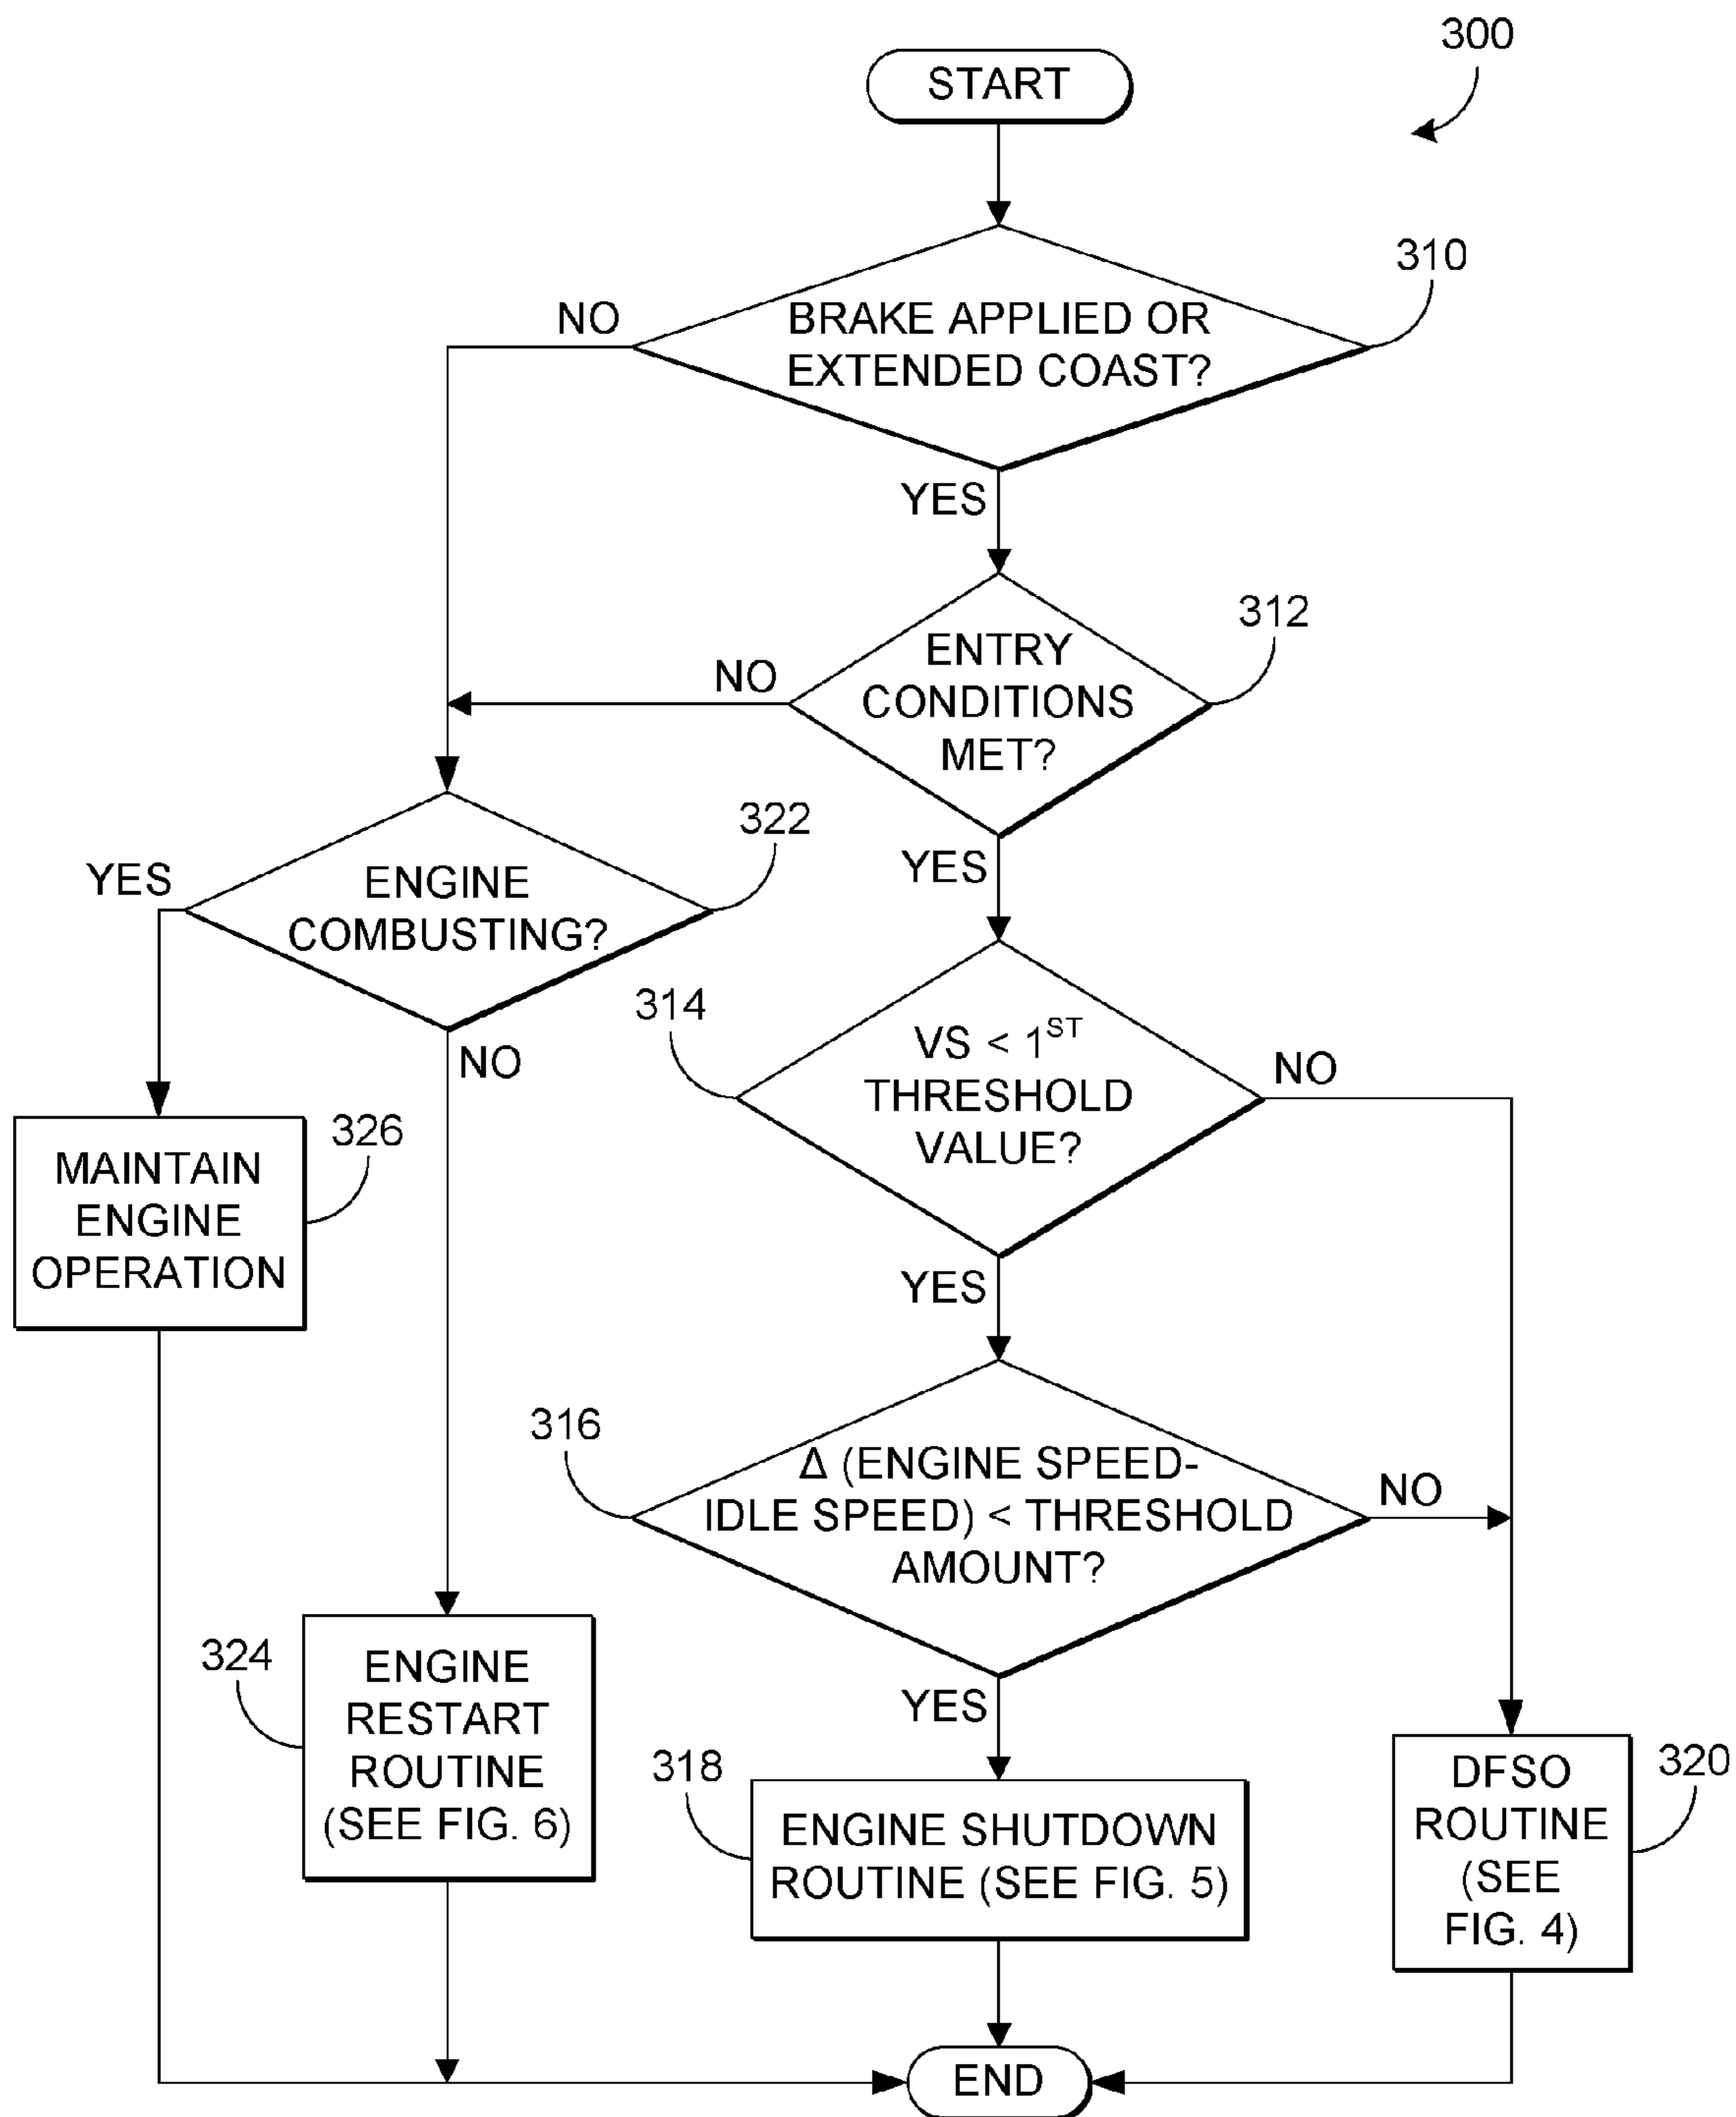 300
START
310
NO
BRAKE APPLIED OR
EXTENDED COAST?
YES
312
ENTRY
CONDITIONS
MET?
NO
YES
322
YES
ENGINE
COMBUSTING?
NO
314
VS < 1ST
THRESHOLD
VALUE?
NO
326
MAINTAIN
ENGINE
OPERATION
YES
316
Δ (ENGINE SPEED-
IDLE SPEED) < THRESHOLD
AMOUNT?
NO
YES
324
ENGINE
RESTART
ROUTINE
(SEE FIG. 6)
318
ENGINE SHUTDOWN
ROUTINE (SEE FIG. 5)
320
DFSO
ROUTINE
(SEE
FIG. 4)
END